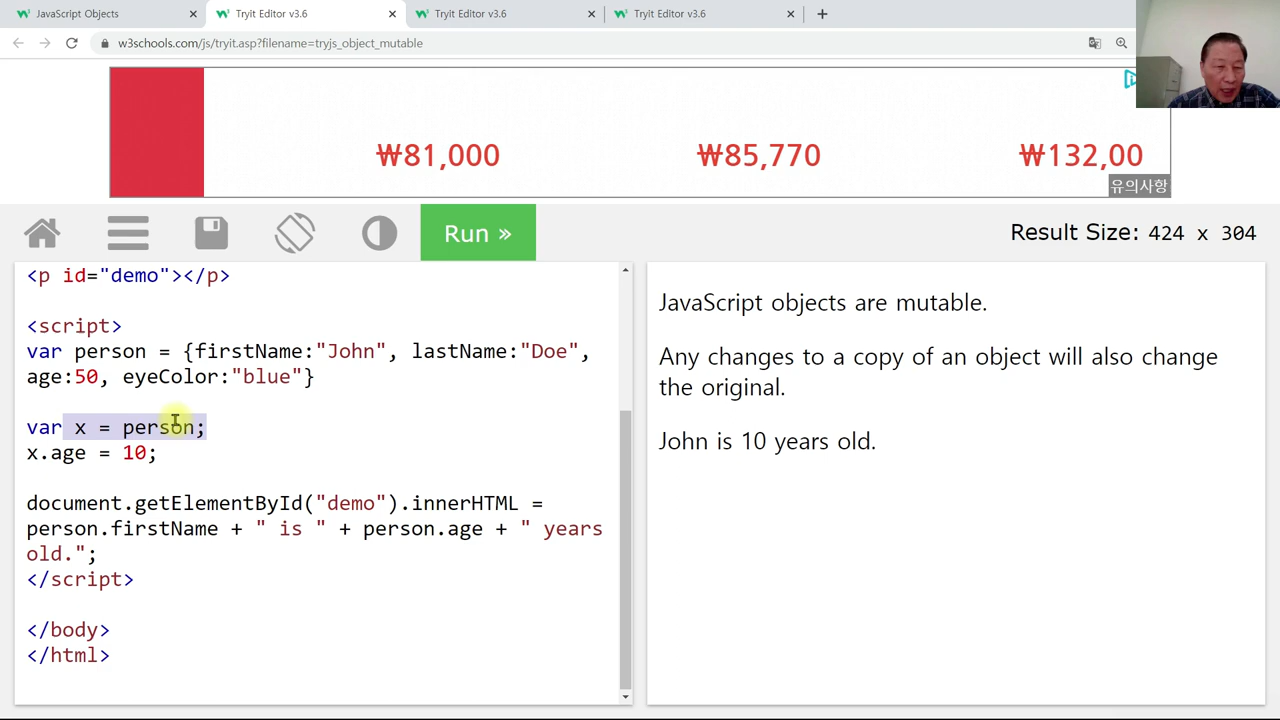 JavaScript Objects
Tryit Editor v3.6
Tryit Editor v3.6
Tryit Editor v3.6
w3schools.com/js/tryit.asp?filename=tryjs_object_mutable
₩81,000
₩85,770
₩132,00
유의사항
Run »
Result Size: 424 x 304
<p id="demo"></p>
<script>
var person = {firstName:"John", lastName:"Doe",
age:50, eyeColor:"blue"}
var x = person;
x.age = 10;
document.getElementById("demo").innerHTML =
person.firstName + " is " + person.age + " years
old.";
</script>
</body>
</html>
JavaScript objects are mutable.
Any changes to a copy of an object will also change
the original.
John is 10 years old.